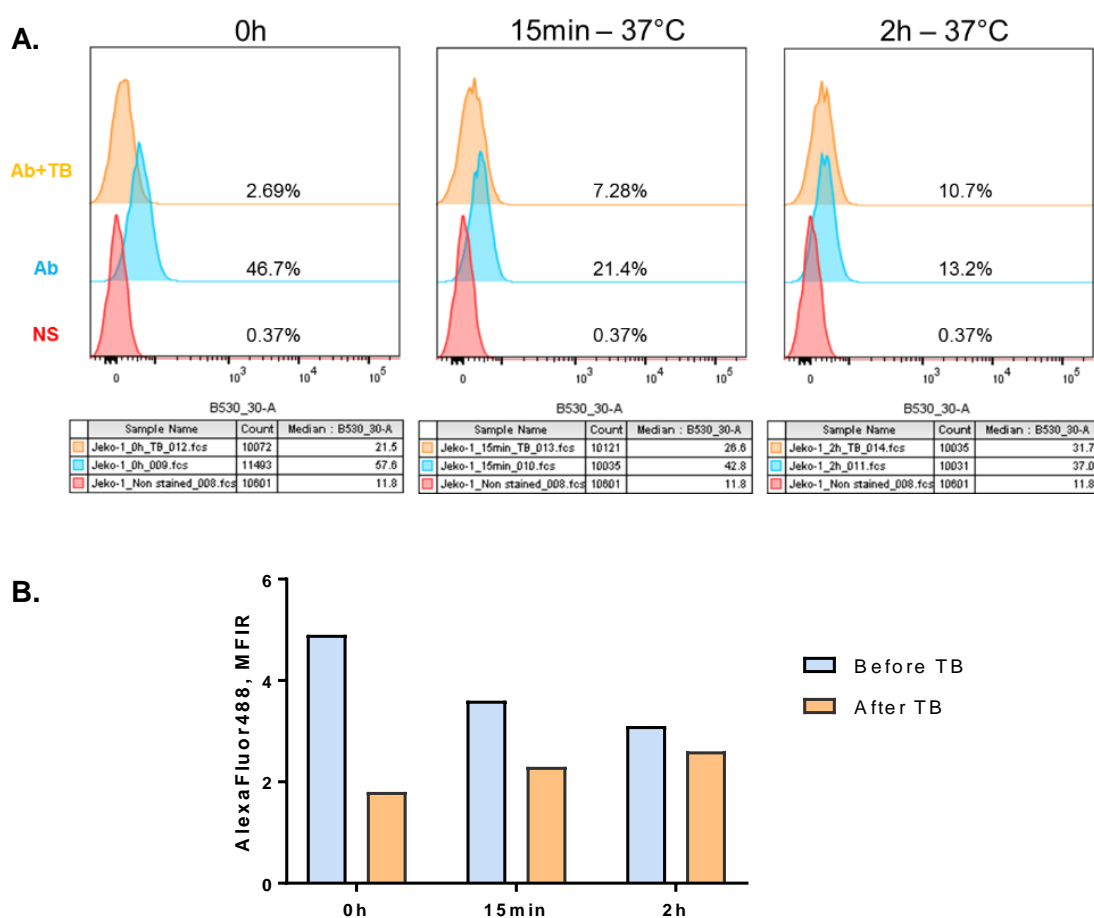 A.
0h
15min – 37°C
2h – 37°C
Ab+TB
Ab
NS
2.69%
46.7%
0.37%
7.28%
21.4%
0.37%
10.7%
13.2%
0.37%
0 10³ 10⁴ 10⁵
0 10³ 10⁴ 10⁵
0 10³ 10⁴ 10⁵
B530_30-A
B530_30-A
B530_30-A
Sample Name Count Median : B530_30-A
Jeko-1_0h_TB_012.fcs 10072 21.5
Jeko-1_0h_009.fcs 11493 57.6
Jeko-1_Non stained_008.fcs 10601 11.8
Sample Name Count Median : B530_30-A
Jeko-1_15min_TB_013.fcs 10121 26.6
Jeko-1_15min_010.fcs 10035 42.8
Jeko-1_Non stained_008.fcs 10601 11.8
Sample Name Count Median : B530_30-A
Jeko-1_2h_TB_014.fcs 10035 31.7
Jeko-1_2h_011.fcs 10031 37.0
Jeko-1_Non stained_008.fcs 10601 11.8
B.
AlexaFluor488, MFIR
6
4
2
0
0h
15min
2h
Before TB
After TB